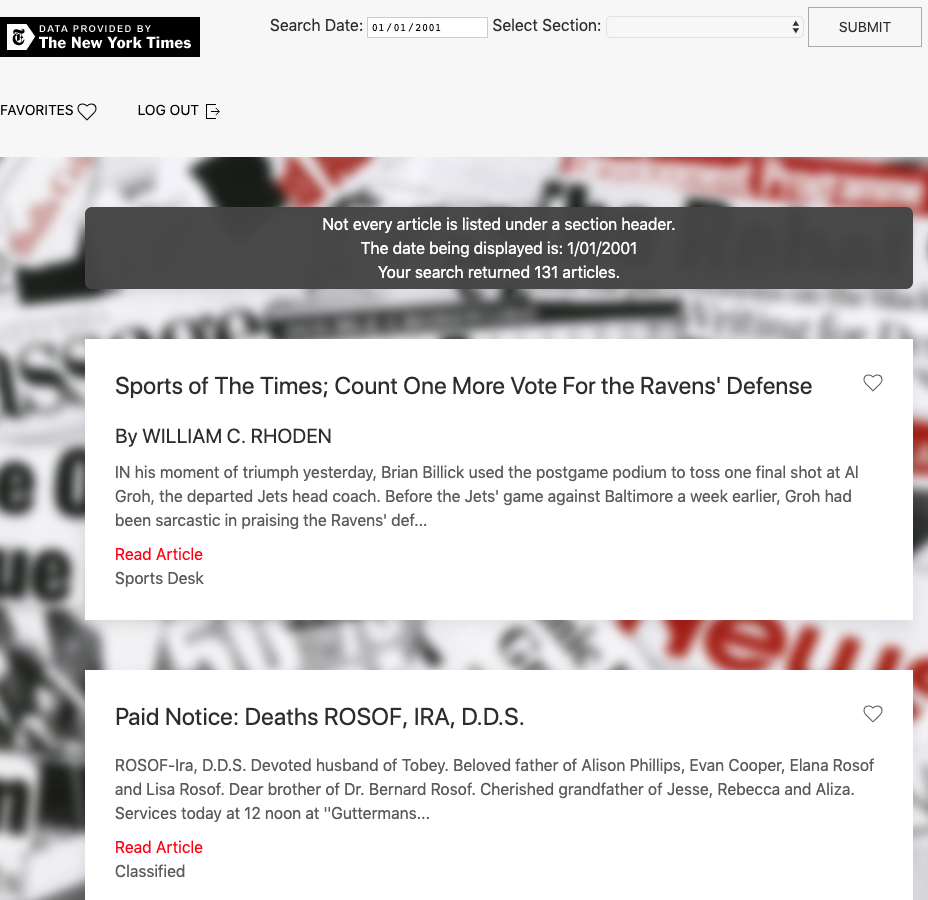 DATA PROVIDED BY
The New York Times
Search Date: 01/01/2001 Select Section: SUBMIT
FAVORITES LOG OUT
Not every article is listed under a section header.
The date being displayed is: 1/01/2001
Your search returned 131 articles.
Sports of The Times; Count One More Vote For the Ravens' Defense
By WILLIAM C. RHODEN
IN his moment of triumph yesterday, Brian Billick used the postgame podium to toss one final shot at Al
Groh, the departed Jets head coach. Before the Jets' game against Baltimore a week earlier, Groh had
been sarcastic in praising the Ravens' def...
Read Article
Sports Desk
Paid Notice: Deaths ROSOF, IRA, D.D.S.
ROSOF-Ira, D.D.S. Devoted husband of Tobey. Beloved father of Alison Phillips, Evan Cooper, Elana Rosof
and Lisa Rosof. Dear brother of Dr. Bernard Rosof. Cherished grandfather of Jesse, Rebecca and Aliza.
Services today at 12 noon at "Guttermans...
Read Article
Classified